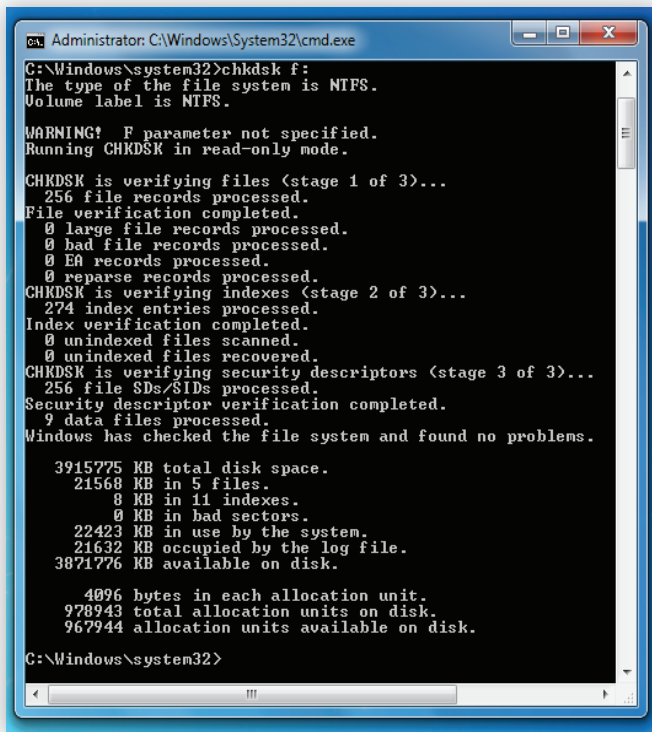 Administrator: C:\Windows\System32\cmd.exe
C:\Windows\system32>chkdsk f:
The type of the file system is NTFS.
Volume label is NTFS.
WARNING!  F parameter not specified.
Running CHKDSK in read-only mode.
CHKDSK is verifying files (stage 1 of 3)...
  256 file records processed.
File verification completed.
  0 large file records processed.
  0 bad file records processed.
  0 EA records processed.
  0 reparse records processed.
CHKDSK is verifying indexes (stage 2 of 3)...
  274 index entries processed.
Index verification completed.
  0 unindexed files scanned.
  0 unindexed files recovered.
CHKDSK is verifying security descriptors (stage 3 of 3)...
  256 file SDs/SIDs processed.
Security descriptor verification completed.
  9 data files processed.
Windows has checked the file system and found no problems.
   3915775 KB total disk space.
     21568 KB in 5 files.
         8 KB in 11 indexes.
         0 KB in bad sectors.
     22423 KB in use by the system.
     21632 KB occupied by the log file.
   3871776 KB available on disk.
      4096 bytes in each allocation unit.
    978943 total allocation units on disk.
    967944 allocation units available on disk.
C:\Windows\system32>